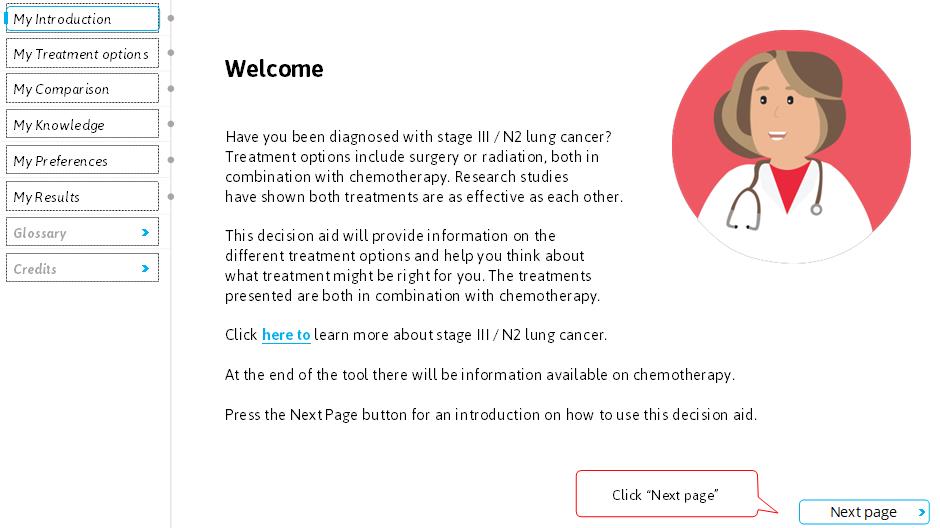 My Introduction
My Treatment options
My Comparison
My Knowledge
My Preferences
My Results
Glossary
Credits
Welcome
Have you been diagnosed with stage III / N2 lung cancer?
Treatment options include surgery or radiation, both in
combination with chemotherapy. Research studies
have shown both treatments are as effective as each other.
This decision aid will provide information on the
different treatment options and help you think about
what treatment might be right for you. The treatments
presented are both in combination with chemotherapy.
Click here to learn more about stage III / N2 lung cancer.
At the end of the tool there will be information available on chemotherapy.
Press the Next Page button for an introduction on how to use this decision aid.
Click “Next page”
Next page